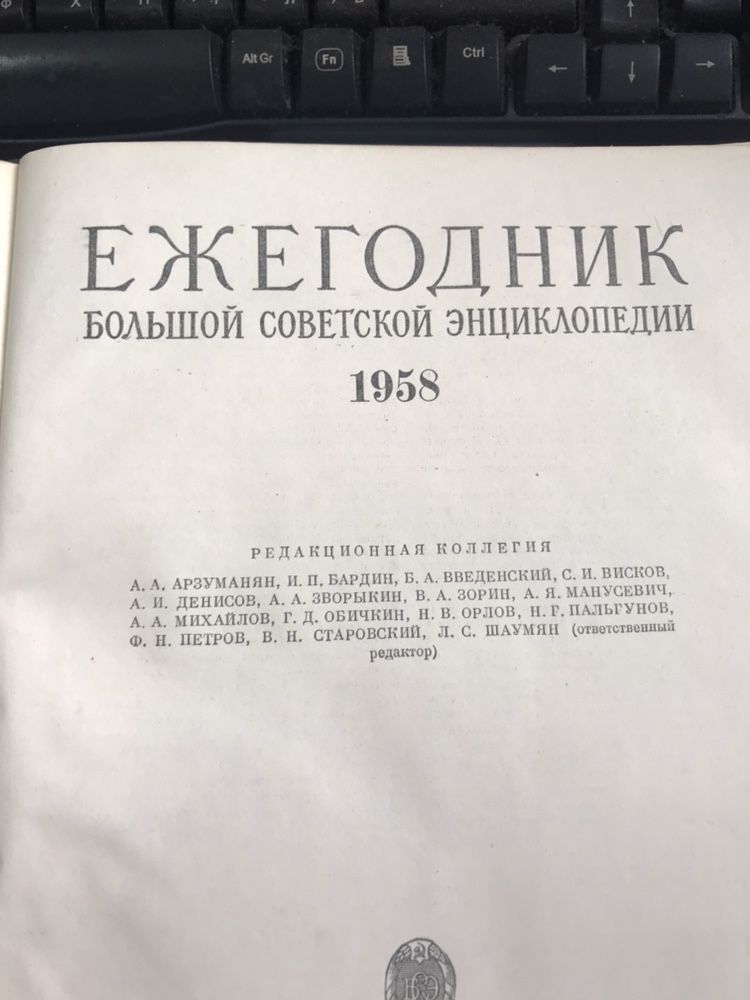 Alt Gr
Fn
Ctrl
↑
← ↓ →
ЕЖЕГОДНИК
БОЛЬШОЙ СОВЕТСКОЙ ЭНЦИКЛОПЕДИИ
1958
РЕДАКЦИОННАЯ КОЛЛЕГИЯ
А. А. АРЗУМАНЯН, И. П. БАРДИН, Б. А. ВВЕДЕНСКИЙ, С. И. ВИСКОВ,
А. И. ДЕНИСОВ, А. А. ЗВОРЫКИН, В. А. ЗОРИН, А. Я. МАНУСЕВИЧ,
А. А. МИХАЙЛОВ, Г. Д. ОБИЧКИН, Н. В. ОРЛОВ, Н. Г. ПАЛЬГУНОВ,
Ф. Н. ПЕТРОВ, В. Н. СТАРОВСКИЙ, Л. С. ШАУМЯН (ответственный
редактор)
БСЭ